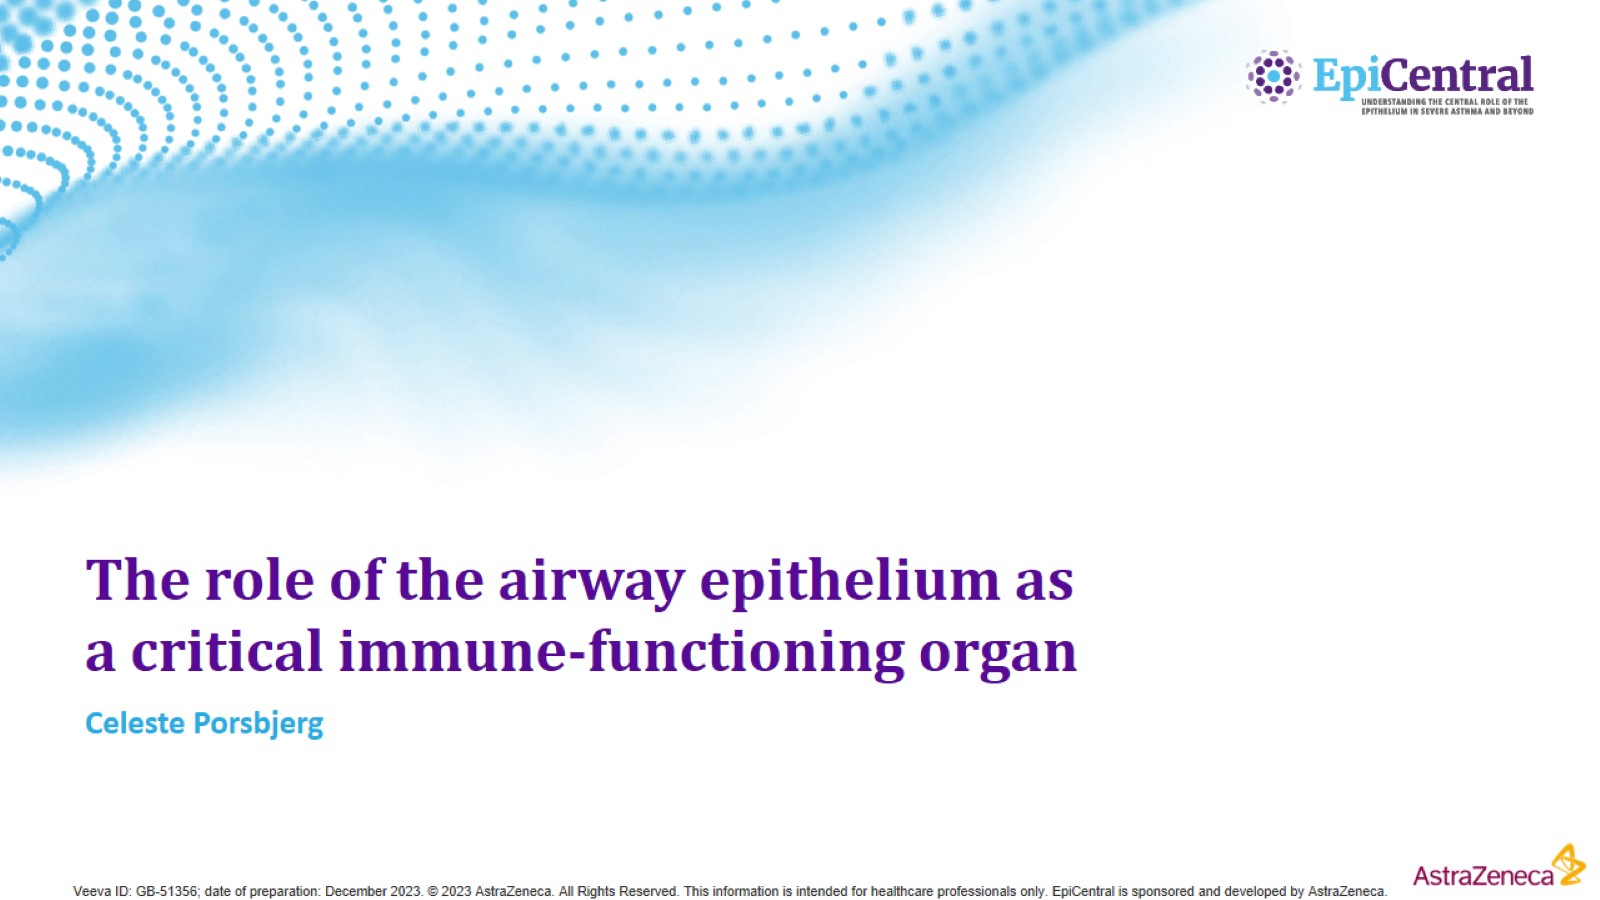 EpiCentral
UNDERSTANDING THE CENTRAL ROLE OF THE
EPITHELIUM IN SEVERE ASTHMA AND BEYOND
The role of the airway epithelium as
a critical immune-functioning organ
Celeste Porsbjerg
AstraZeneca
Veeva ID: GB-51356; date of preparation: December 2023. © 2023 AstraZeneca. All Rights Reserved. This information is intended for healthcare professionals only. EpiCentral is sponsored and developed by AstraZeneca.